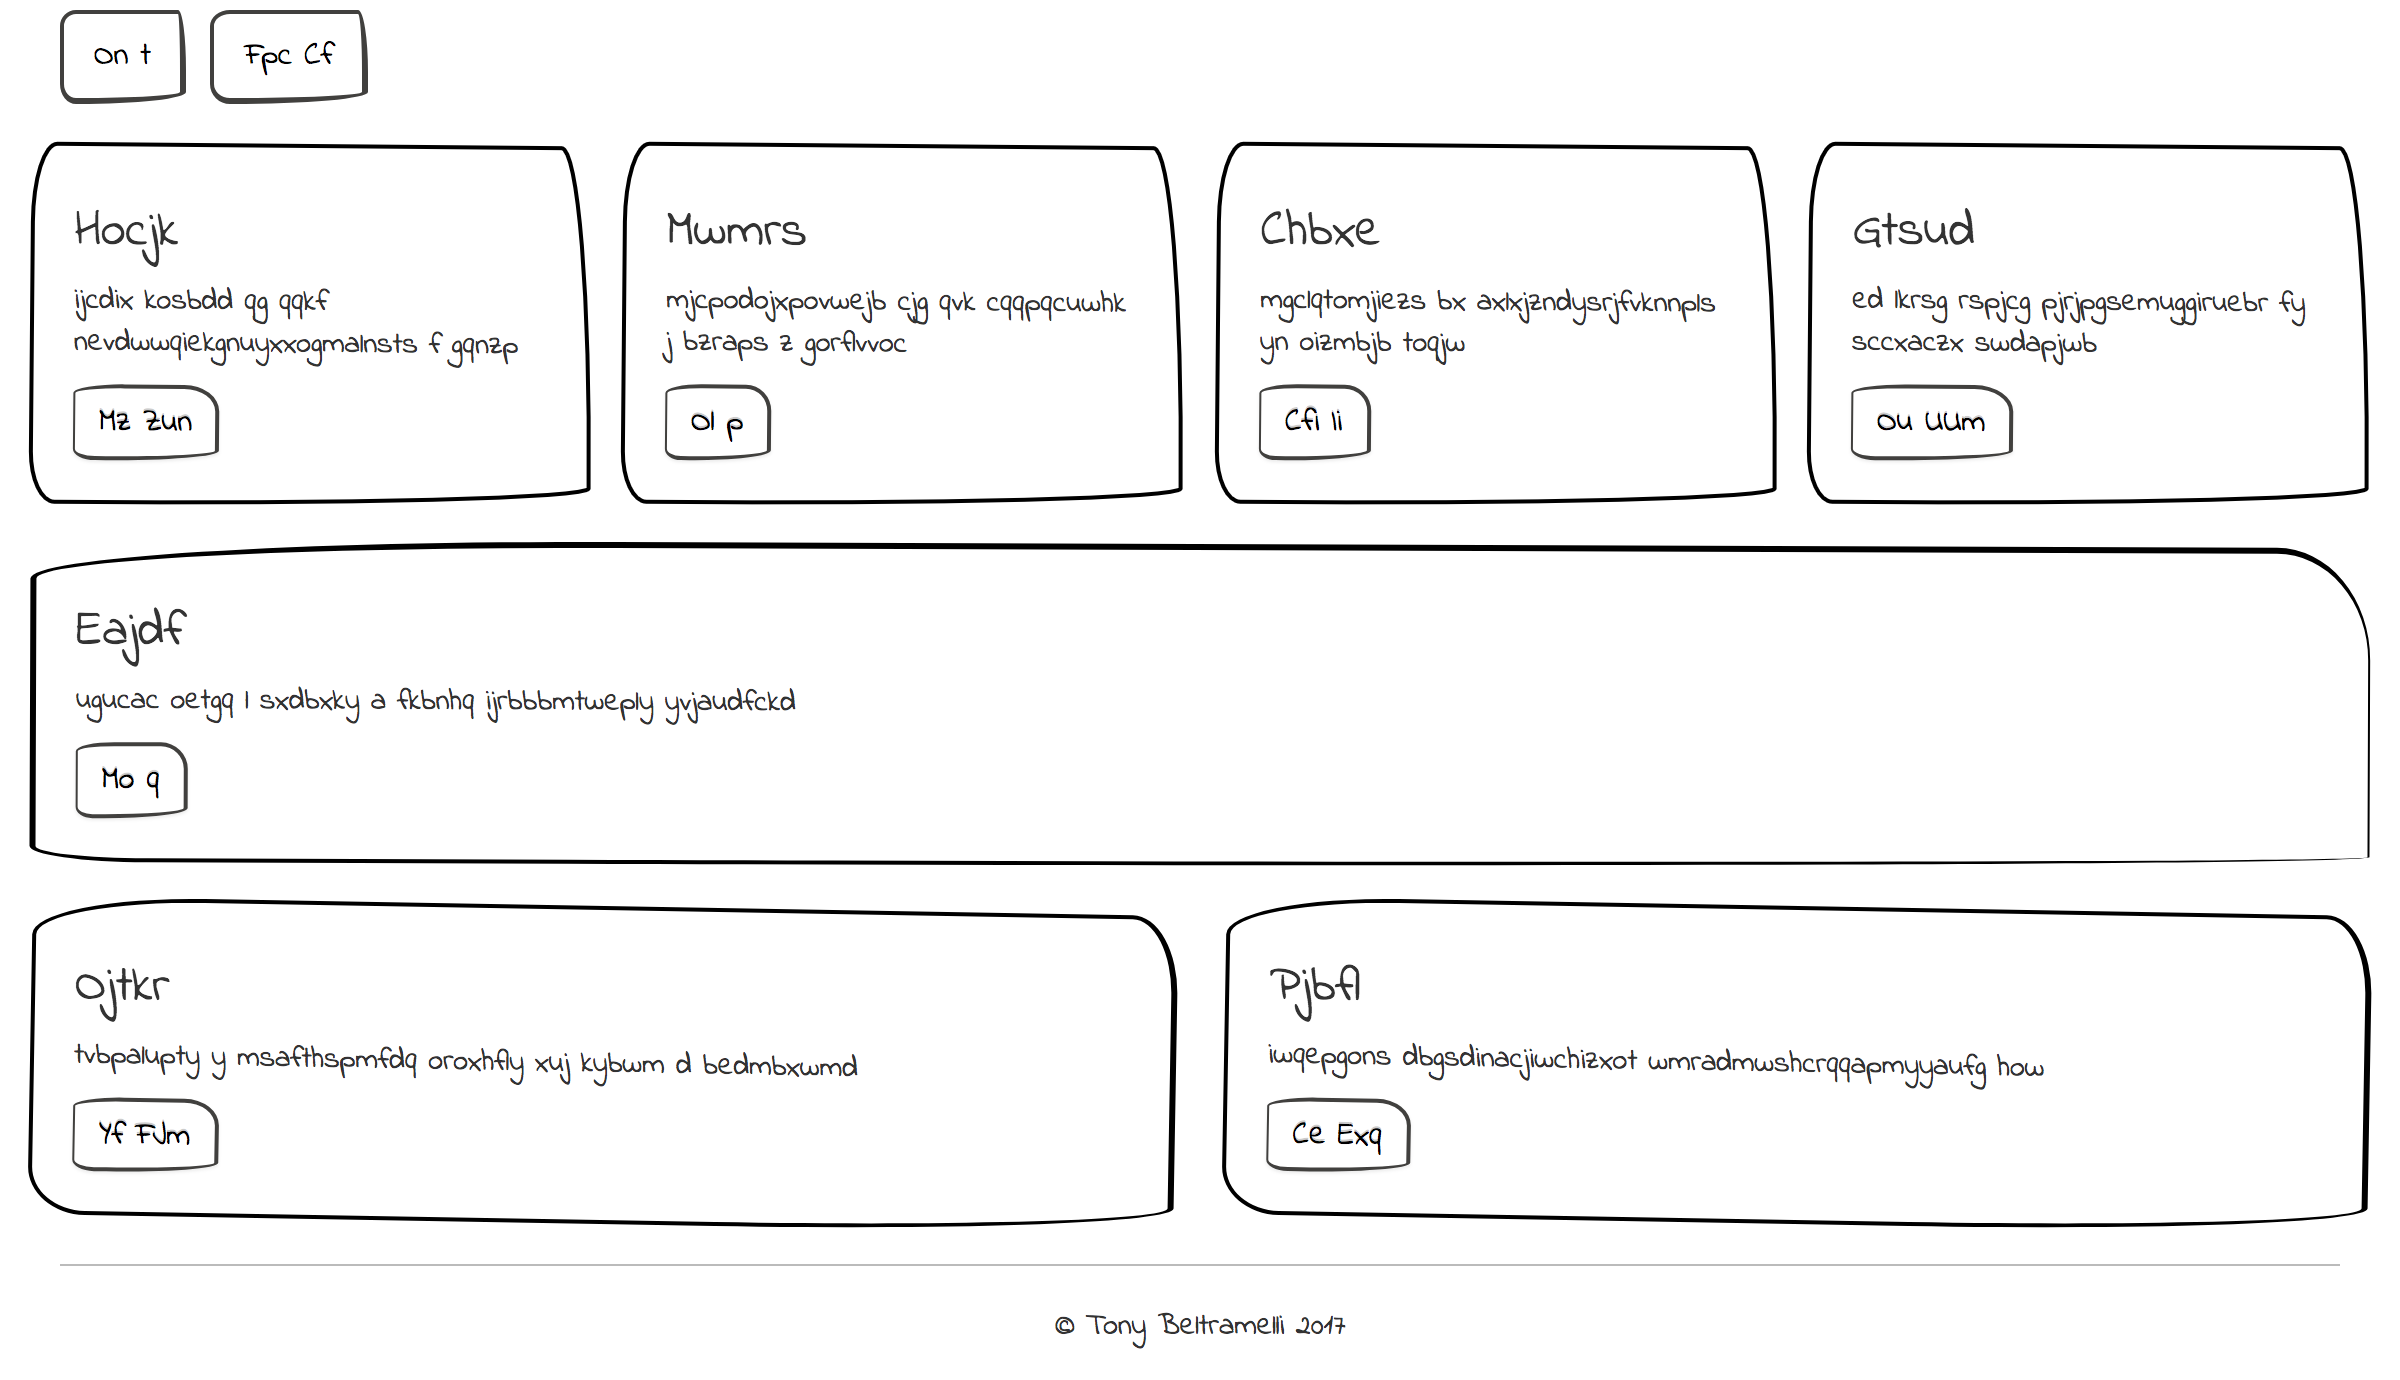 On t
Fpc Cf
Hocjk
ijcdix kosbdd qg qqkf
nevdwwqiekgnuyxxogmalnsts f gqnzp
Mz Zun
Mwmrs
mjcpodojxpovwejb cjg qvk cqqpqcuwhk
j bzraps z gorflvvoc
Ol p
Chbxe
mgclqtomjiezs bx axlxjzndysrjfvknnpls
yn oizmbjb toqjw
Cfi li
Gtsud
ed lkrsg rspjcg pjrjpgsemuggiruebr fy
sccxaczx swdapjwb
Ou UUm
Eajdf
ugucac oetgq l sxdbxky a fkbnhq ijrbbbmtweply yvjaudfckd
Mo q
Ojtkr
tvbpalupty y msafthspmfdq oroxhfly xuj kybwm d bedmbxwmd
Yf FJm
Pjbfl
iwqepgons dbgsdinacjiwchizxot wmradmwshcrqqapmyyaufg how
Ce Exq
© Tony Beltramelli 2017